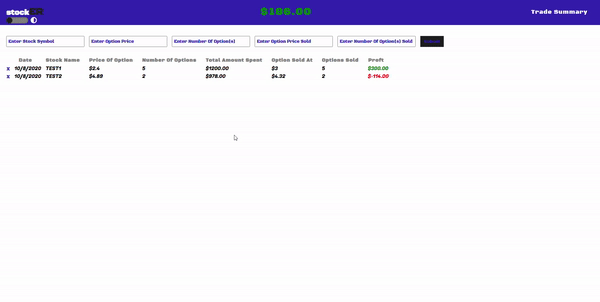 stockER $186.00 Trade Summary
Enter Stock Symbol Enter Option Price Enter Number Of Option(s) Enter Option Price Sold Enter Number Of Option(s) Sold
Date Stock Name Price Of Option Number Of Options Total Amount Spent Option Sold At Options Sold Profit
x 10/8/2020 TEST1 $2.4 5 $1200.00 $3 5 $300.00
x 10/8/2020 TEST2 $4.89 2 $978.00 $4.32 2 $-114.00